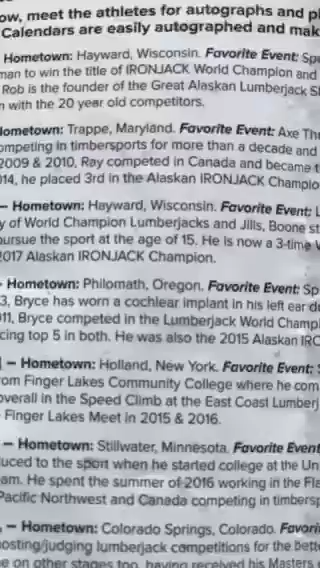 ow, meet the athletes for autographs and p
Calendars are easily autographed and mak
Hometown: Hayward, Wisconsin. Favorite Event: Spe
man to win the title of IRONJACK World Champion and
Rob is the founder of the Great Alaskan Lumberjack S
n with the 20 year old competitors.
Hometown: Trappe, Maryland. Favorite Event: Axe Th
ompeting in timbersports for more than a decade and
2009 & 2010, Ray competed in Canada and became t
014, he placed 3rd in the Alaskan IRONJACK Champio
– Hometown: Hayward, Wisconsin. Favorite Event: L
y of World Champion Lumberjacks and Jills, Boone st
pursue the sport at the age of 15. He is now a 3-time W
2017 Alaskan IRONJACK Champion.
- Hometown: Philomath, Oregon. Favorite Event: Sp
3, Bryce has worn a cochlear implant in his left ear d
011, Bryce competed in the Lumberjack World Champ
cing top 5 in both. He was also the 2015 Alaskan IRO
– Hometown: Holland, New York. Favorite Event: S
rom Finger Lakes Community College where he com
overall in the Speed Climb at the East Coast Lumberj
Finger Lakes Meet in 2015 & 2016.
– Hometown: Stillwater, Minnesota. Favorite Event
uced to the sport when he started college at the Un
am. He spent the summer of 2016 working in the Fla
Pacific Northwest and Canada competing in timbersp
– Hometown: Colorado Springs, Colorado. Favori
osting/judging lumberjack competitions for the bette
e on other stages too, having received his Masters